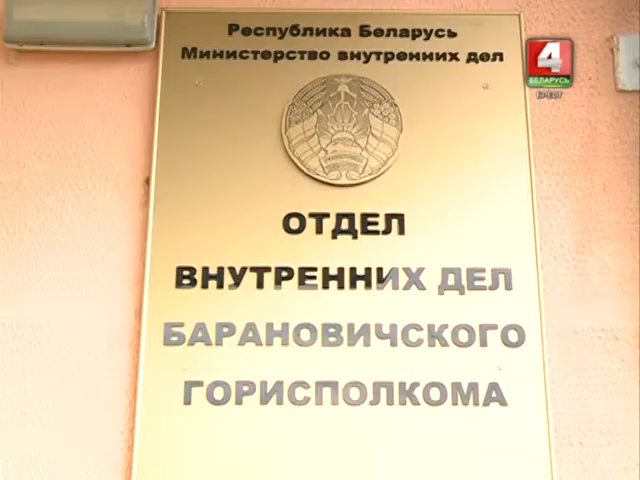 Республика Беларусь
Министерство внутренних дел
4
БЕЛАРУСЬ
БРЕСТ
ОТДЕЛ
ВНУТРЕННИХ ДЕЛ
БАРАНОВИЧСКОГО
ГОРИСПОЛКОМА